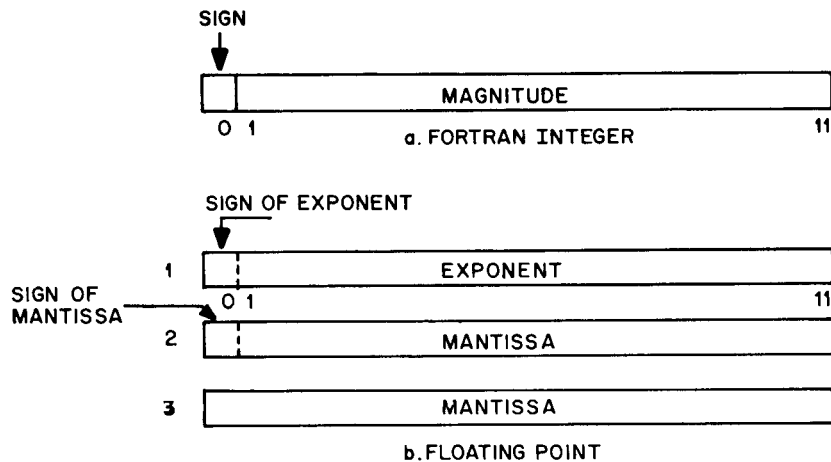 SIGN
MAGNITUDE
0 1 11
a. FORTRAN INTEGER
SIGN OF EXPONENT
1 EXPONENT
0 1 11
SIGN OF
MANTISSA
2 MANTISSA
3 MANTISSA
b. FLOATING POINT